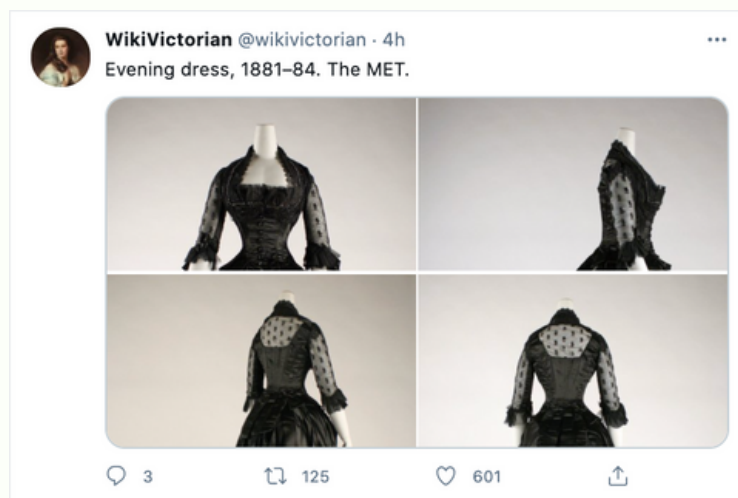 WikiVictorian @wikivictorian · 4h
Evening dress, 1881–84. The MET.
3 125 601